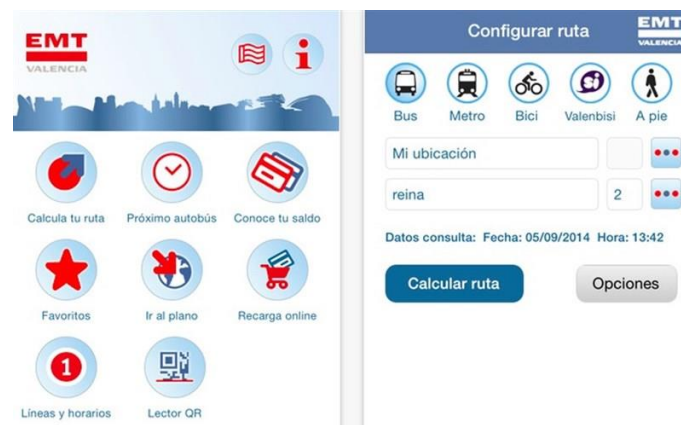 EMT
VALENCIA
Calcula tu ruta
Próximo autobús
Conoce tu saldo
Favoritos
Ir al plano
Recarga online
1
Líneas y horarios
Lector QR
Configurar ruta
EMT
VALENCIA
Bus
Metro
Bici
Valenbisi
A pie
Mi ubicación
reina
2
Datos consulta: Fecha: 05/09/2014 Hora: 13:42
Calcular ruta
Opciones